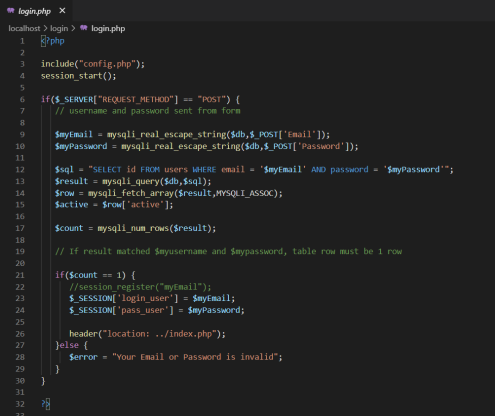 login.php
localhost > login > login.php
1 <?php
2
3 include("config.php");
4 session_start();
5
6 if($_SERVER["REQUEST_METHOD"] == "POST") {
7 // username and password sent from form
8
9 $myEmail = mysqli_real_escape_string($db,$_POST['Email']);
10 $myPassword = mysqli_real_escape_string($db,$_POST['Password']);
11
12 $sql = "SELECT id FROM users WHERE email = '$myEmail' AND password = '$myPassword'";
13 $result = mysqli_query($db,$sql);
14 $row = mysqli_fetch_array($result,MYSQLI_ASSOC);
15 $active = $row['active'];
16
17 $count = mysqli_num_rows($result);
18
19 // If result matched $myusername and $mypassword, table row must be 1 row
20
21 if($count == 1) {
22 //session_register("myEmail");
23 $_SESSION['login_user'] = $myEmail;
24 $_SESSION['pass_user'] = $myPassword;
25
26 header("location: ../index.php");
27 }else {
28 $error = "Your Email or Password is invalid";
29 }
30 }
31
32 ?>
33